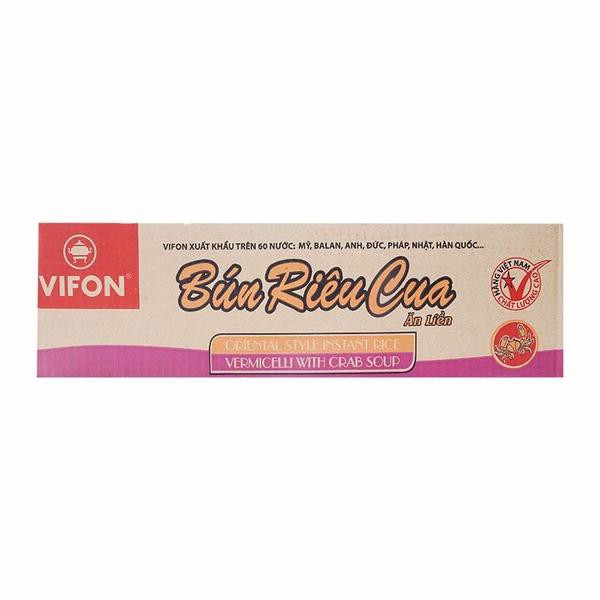 VIFON XUẤT KHẨU TRÊN 60 NƯỚC: MỸ, BALAN, ANH, ĐỨC, PHÁP, NHẬT, HÀN QUỐC...
VIFON®
Bún Riêu Cua
Ăn Liền
ORIENTAL STYLE INSTANT RICE
VERMICELLI WITH CRAB SOUP
HÀNG VIỆT NAM
CHẤT LƯỢNG CAO